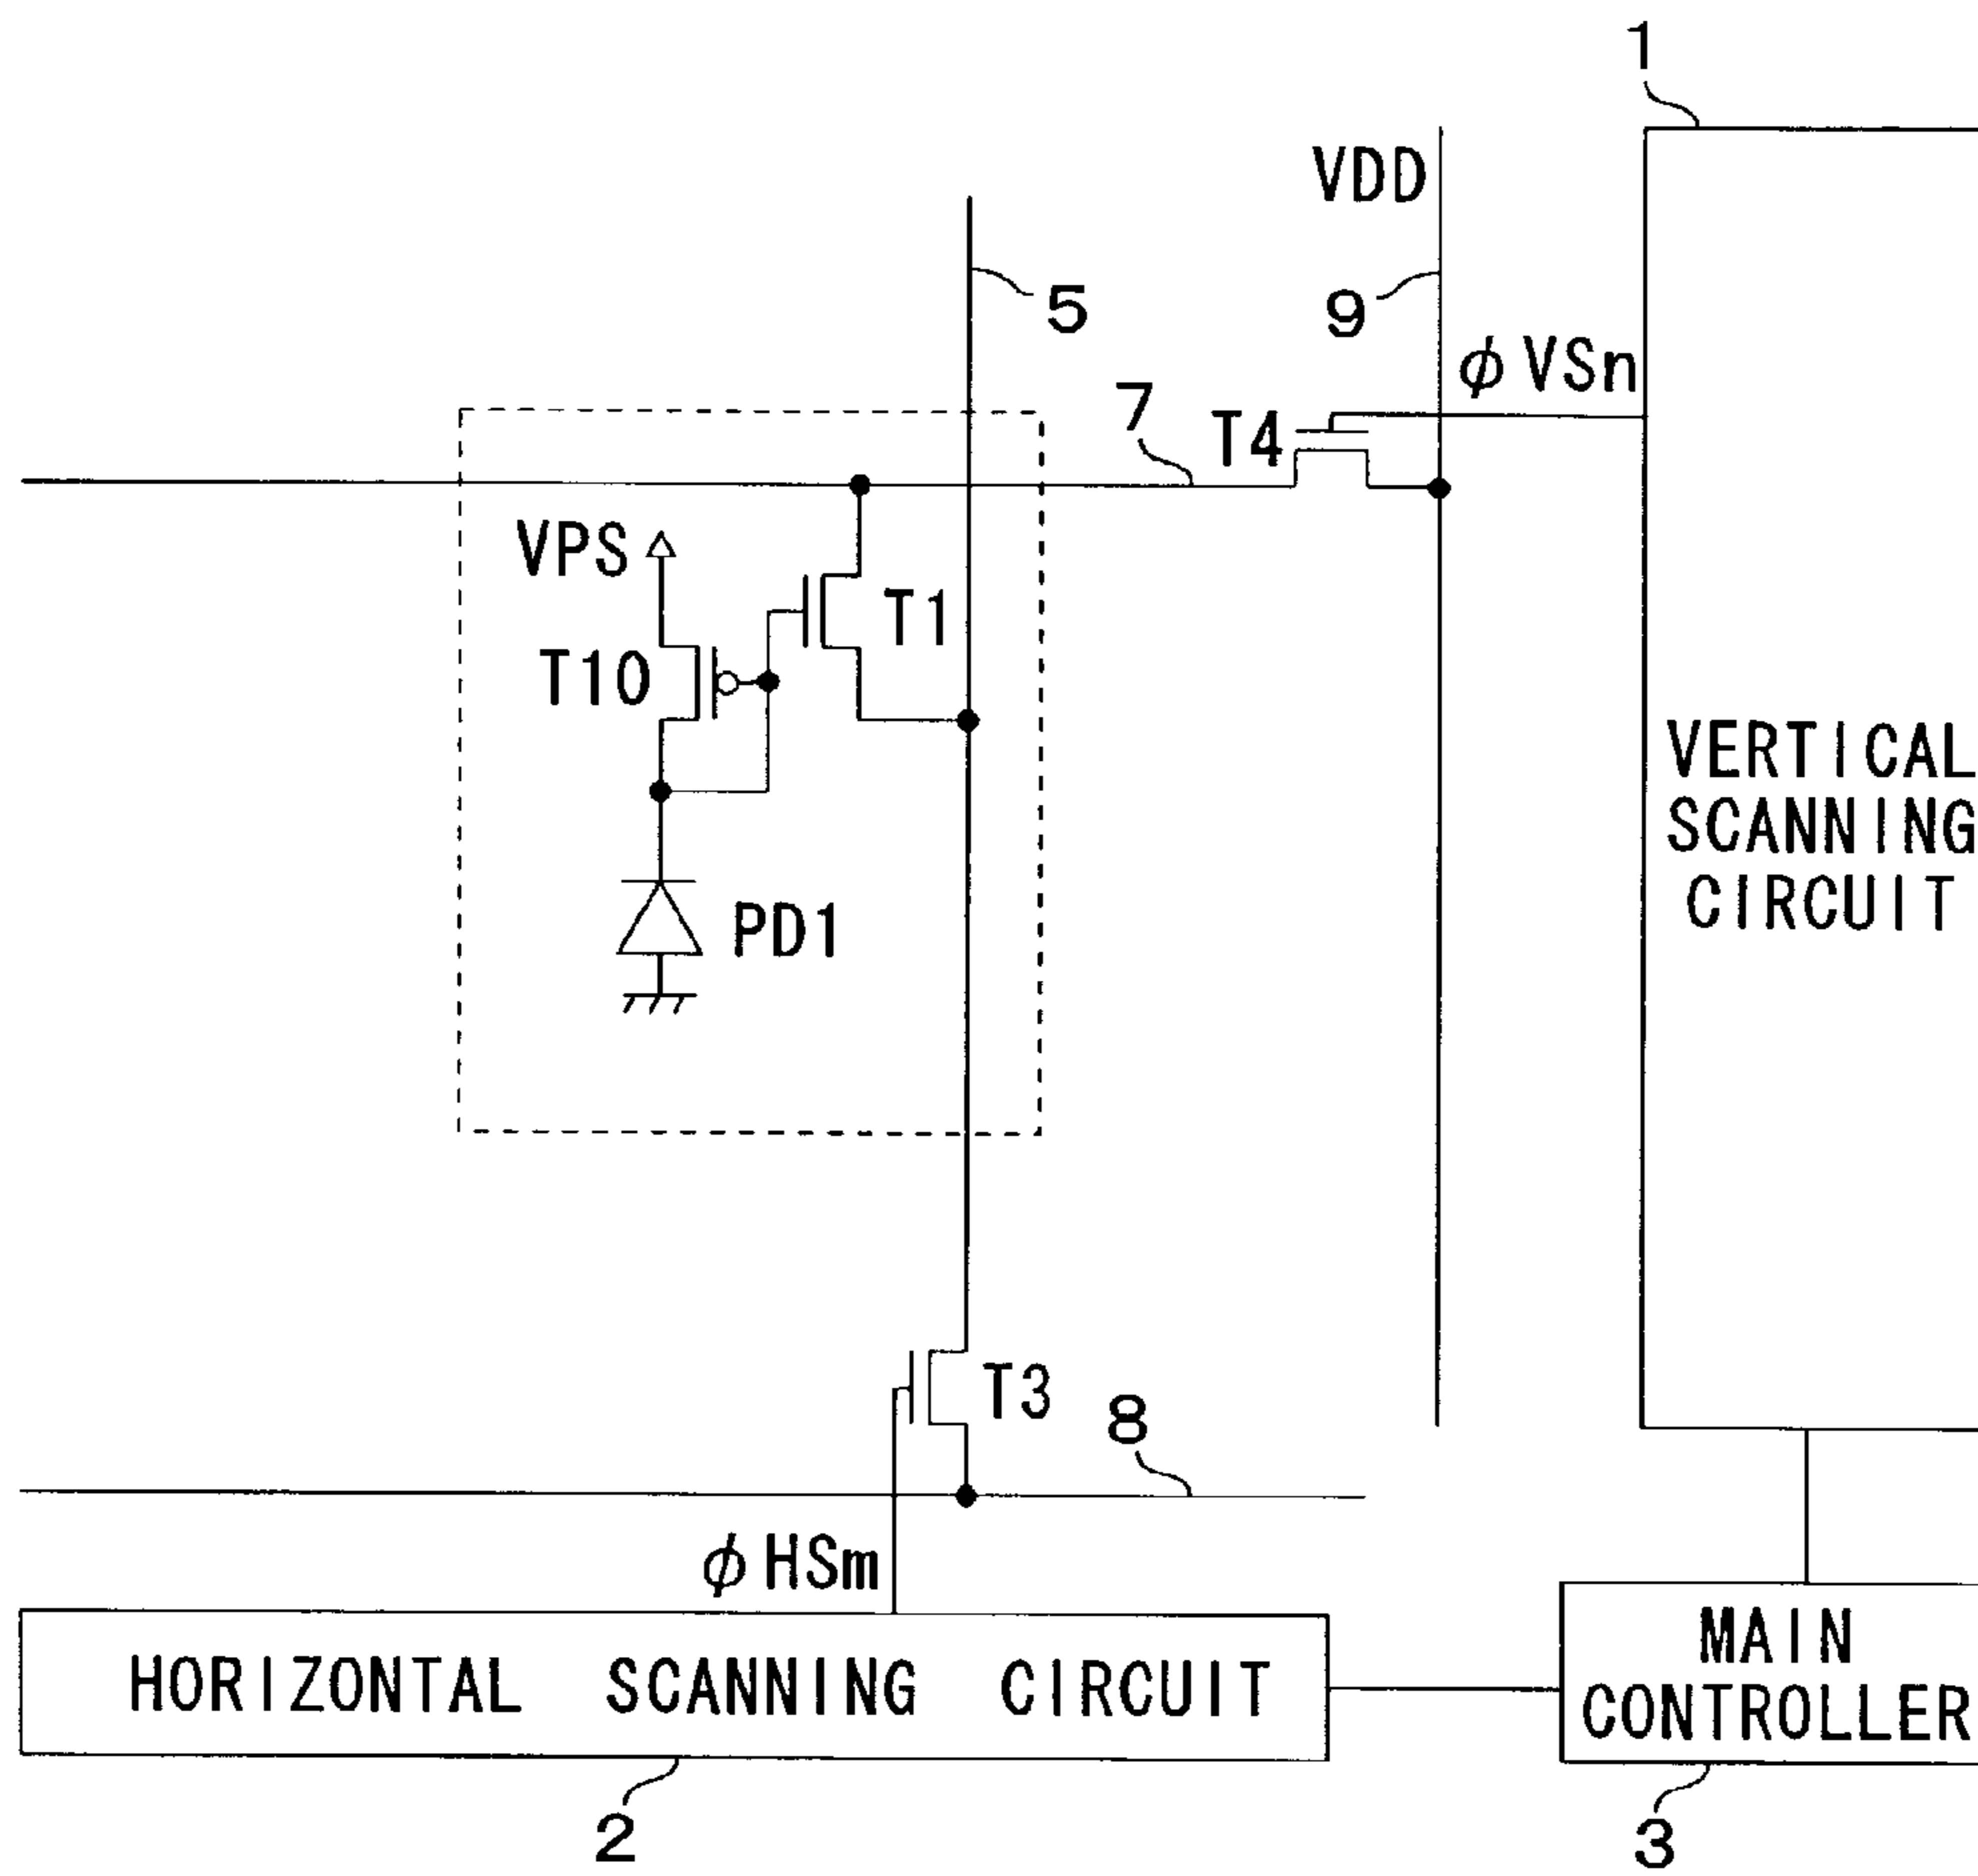 1
VDD
5
9
φVSn
7
T4
VPS
T1
T10
VERTICAL
SCANNING
CIRCUIT
PD1
T3
8
φHSm
HORIZONTAL SCANNING CIRCUIT
MAIN
CONTROLLER
2
3